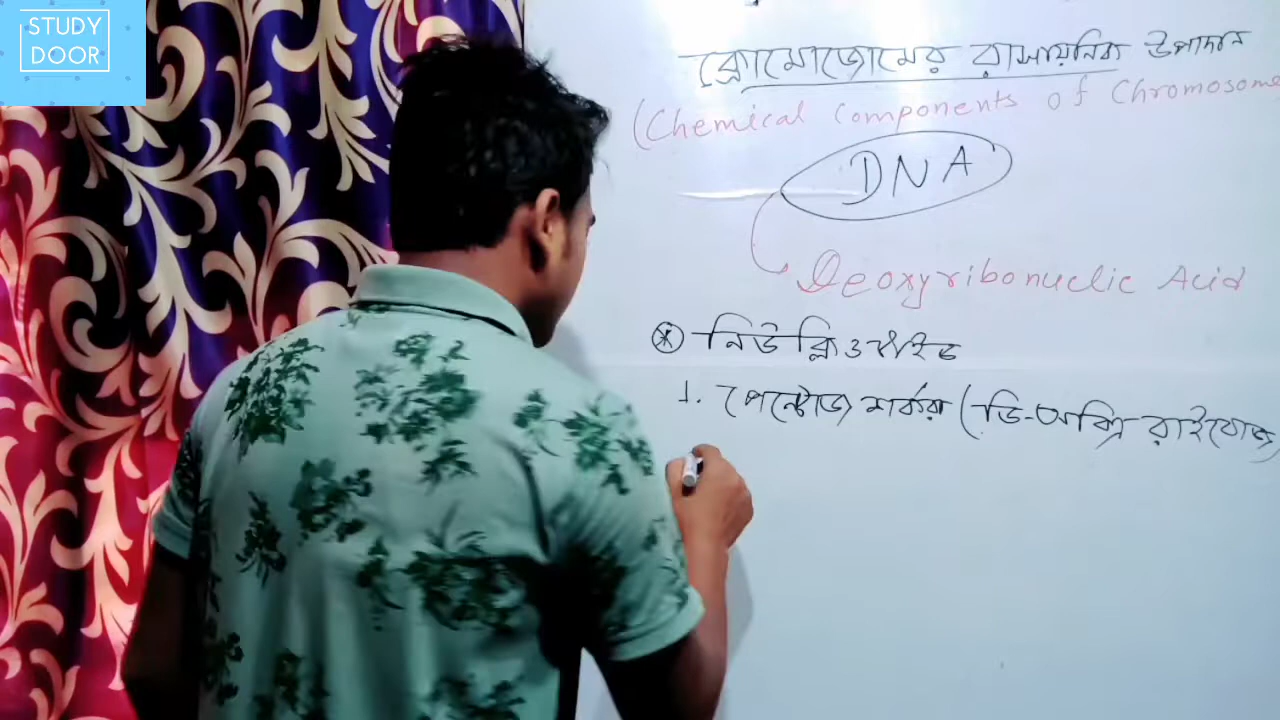 STUDY
DOOR
ক্রোমোজোমের রাসায়নিক উপাদান
(Chemical Components of Chromosome
DNA
Deoxyribonuclic Acid
* নিউক্লিওটাইড
1. পেন্টোজ শর্করা (ডি-অক্সি রাইবোজ)